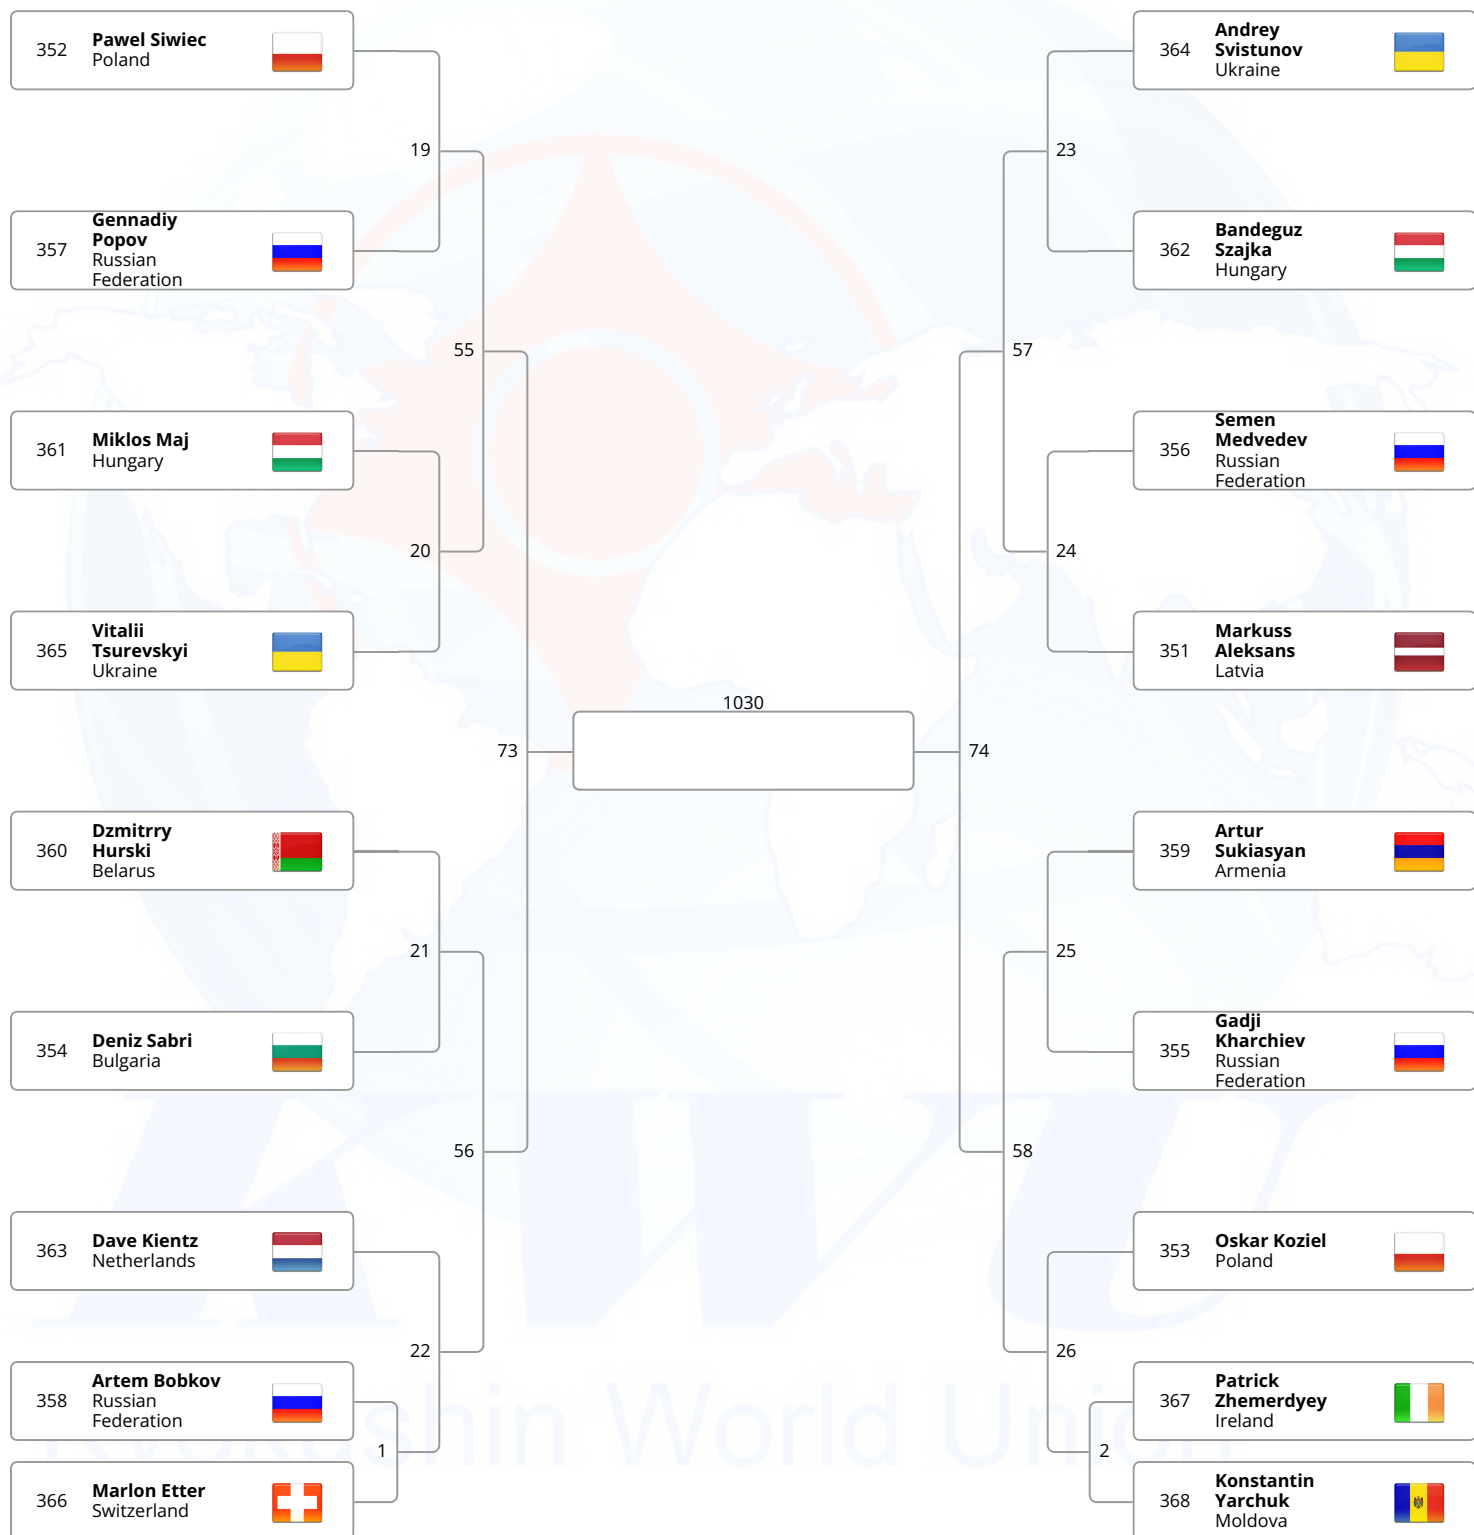 352
Pawel Siwiec
Poland
19
357
Gennadiy
Popov
Russian
Federation
55
361
Miklos Maj
Hungary
20
365
Vitalii
Tsurevskyi
Ukraine
73
360
Dzmitrry
Hurski
Belarus
21
354
Deniz Sabri
Bulgaria
56
363
Dave Kientz
Netherlands
22
358
Artem Bobkov
Russian
Federation
1
366
Marlon Etter
Switzerland
1030
364
Andrey
Svistunov
Ukraine
23
362
Bandeguz
Szajka
Hungary
57
356
Semen
Medvedev
Russian
Federation
24
351
Markuss
Aleksans
Latvia
74
359
Artur
Sukiasyan
Armenia
25
355
Gadji
Kharchiev
Russian
Federation
58
353
Oskar Koziel
Poland
26
367
Patrick
Zhemerdyey
Ireland
2
368
Konstantin
Yarchuk
Moldova
KWU
Kyokushin World Union